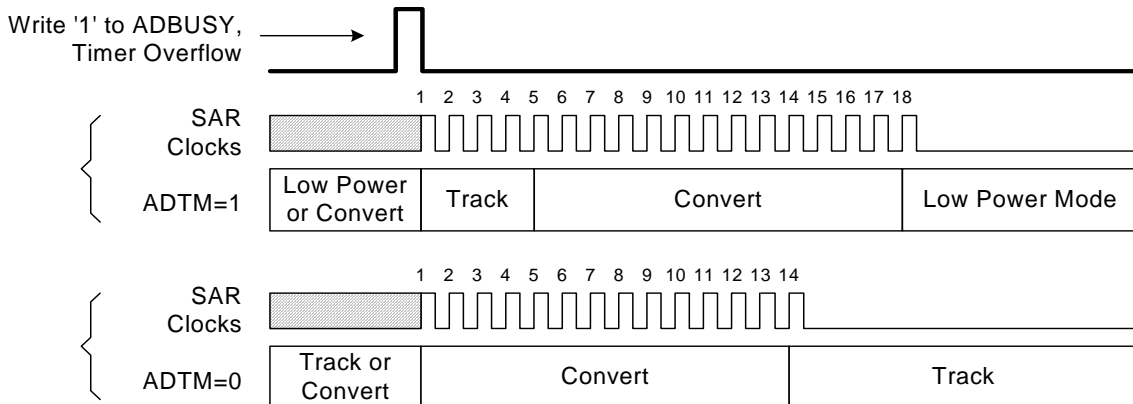 Write '1' to ADBUSY,
Timer Overflow
1 2 3 4 5 6 7 8 9 10 11 12 13 14 15 16 17 18
SAR
Clocks
ADTM=1
Low Power
or Convert
Track
Convert
Low Power Mode
1 2 3 4 5 6 7 8 9 10 11 12 13 14
SAR
Clocks
ADTM=0
Track or
Convert
Convert
Track